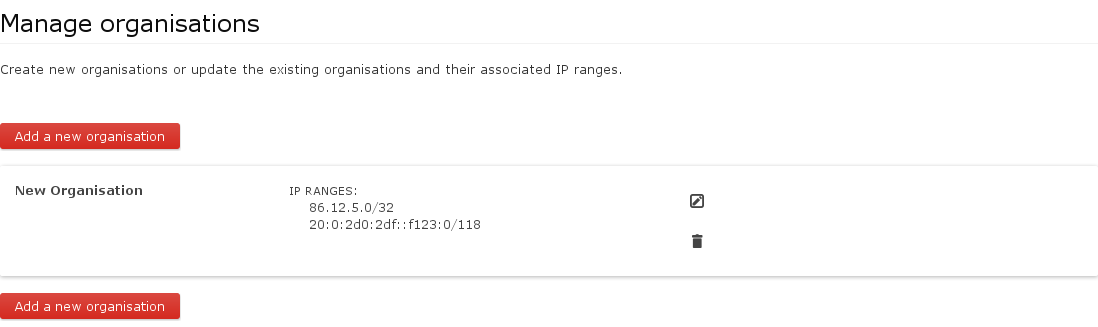 Manage organisations
Create new organisations or update the existing organisations and their associated IP ranges.
Add a new organisation
New Organisation
IP RANGES:
86.12.5.0/32
20:0:2d0:2df::f123:0/118
Add a new organisation